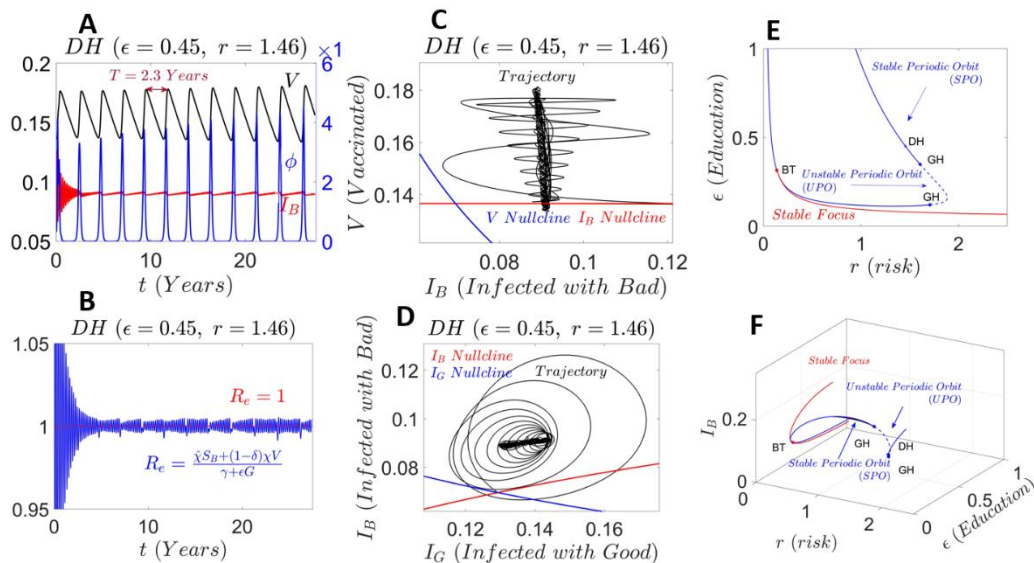 A
DH (ϵ = 0.45, r = 1.46)
×1
0.2
0.15
0.1
0.05
T = 2.3 Years
V
ϕ
I_B
6
4
2
0
0 10 20
t (Years)
B
DH (ϵ = 0.45, r = 1.46)
1.05
1
0.95
R_e = 1
R_e = \frac{\hat{χ}S_B+(1−δ)χV}{γ+ϵG}
0 10 20
t (Years)
C
DH (ϵ = 0.45, r = 1.46)
Trajectory
V (Vaccinated)
0.18
0.16
0.14
V Nullcline I_B Nullcline
0.08 0.1 0.12
I_B (Infected with Bad)
D
DH (ϵ = 0.45, r = 1.46)
I_B Nullcline
I_G Nullcline
Trajectory
I_B (Infected with Bad)
0.12
0.1
0.08
0.12 0.14 0.16
I_G (Infected with Good)
E
ϵ (Education)
1
0.5
0
Stable Periodic Orbit
(SPO)
DH
GH
Unstable Periodic Orbit
(UPO)
BT
GH
Stable Focus
0 1 2
r (risk)
F
Stable Focus
Unstable Periodic Orbit
(UPO)
I_B
0.2
0
BT
GH
DH
GH
Stable Periodic Orbit
(SPO)
0 1 2
r (risk)
0 0.5 1
ϵ (Education)